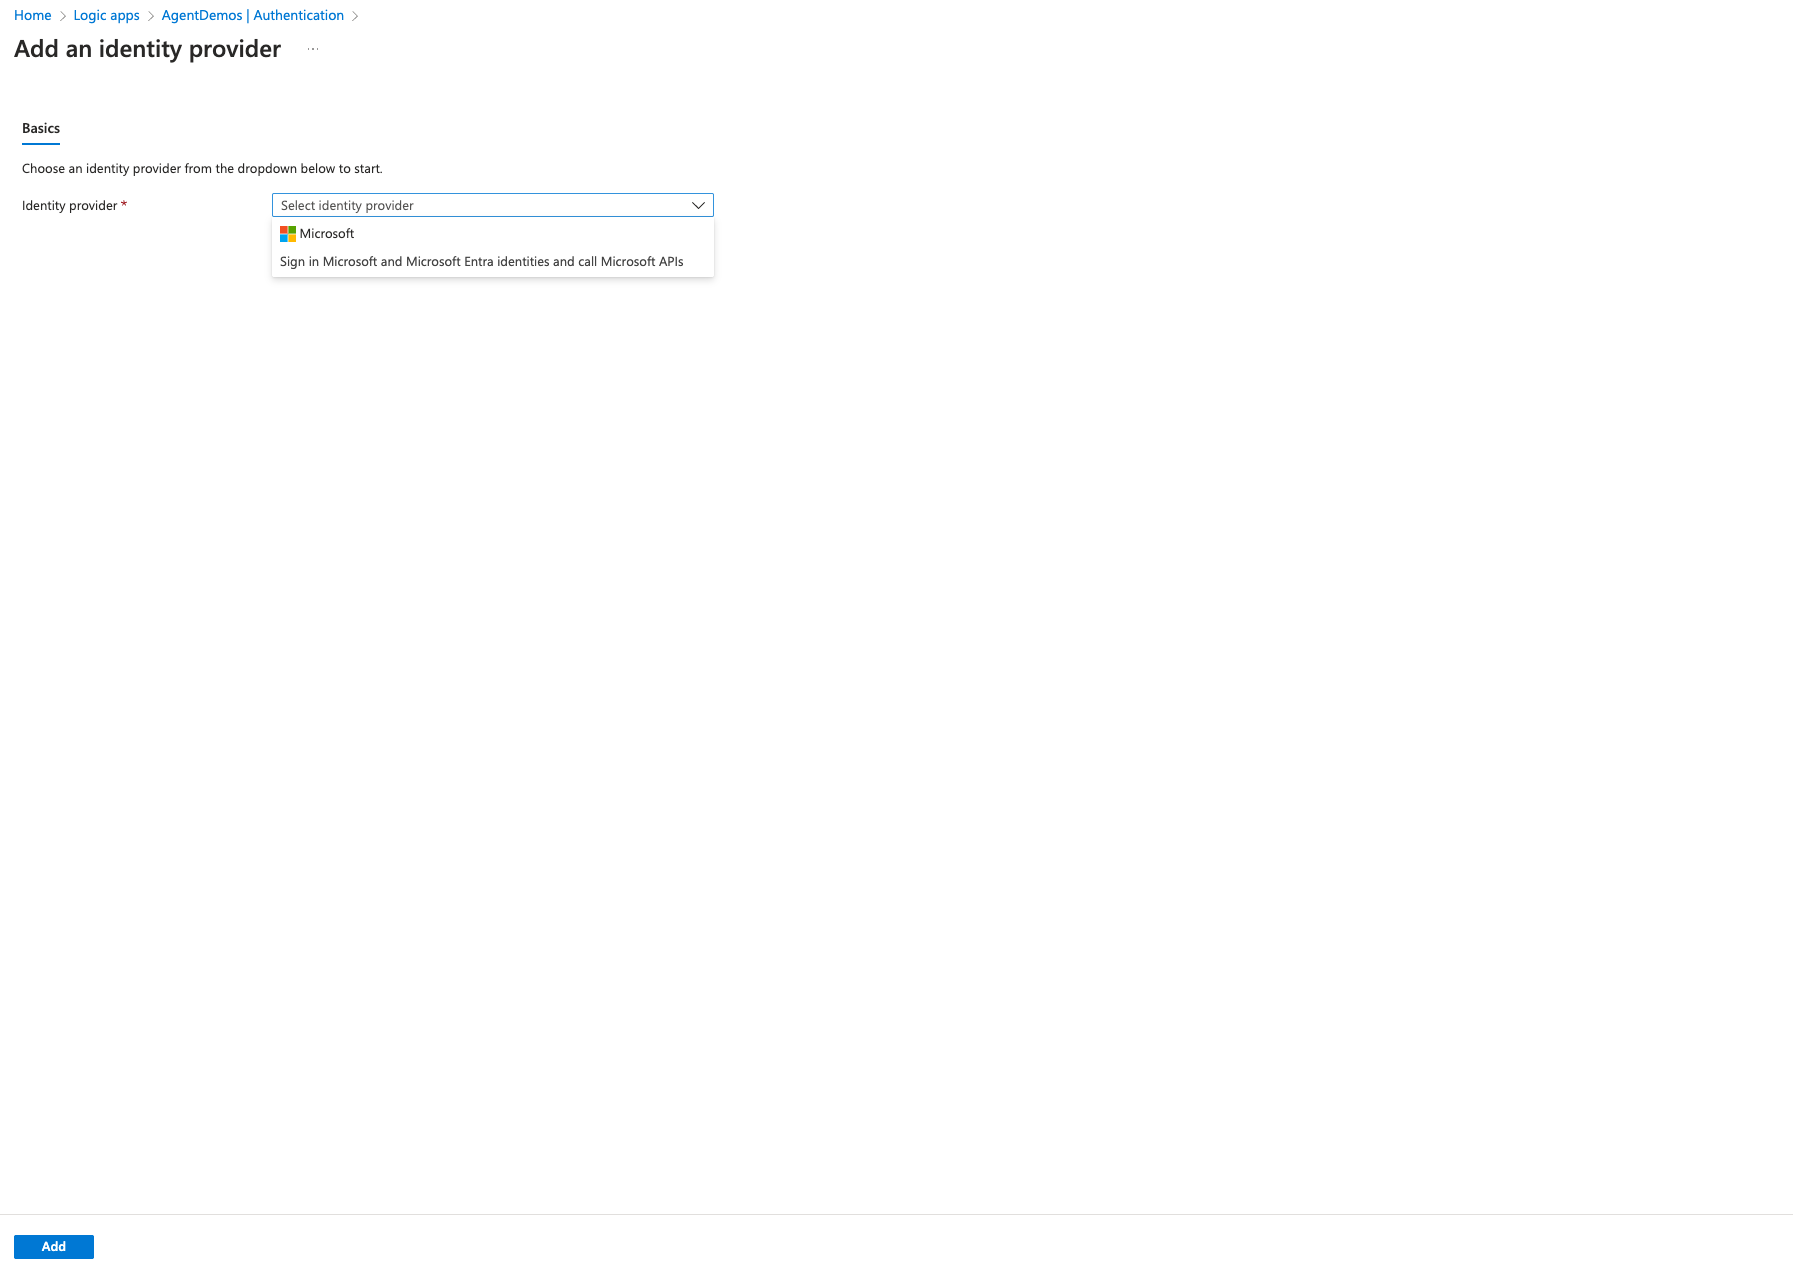 Home > Logic apps > AgentDemos | Authentication >
Add an identity provider ...
Basics
Choose an identity provider from the dropdown below to start.
Identity provider * Select identity provider
Microsoft
Sign in Microsoft and Microsoft Entra identities and call Microsoft APIs
Add